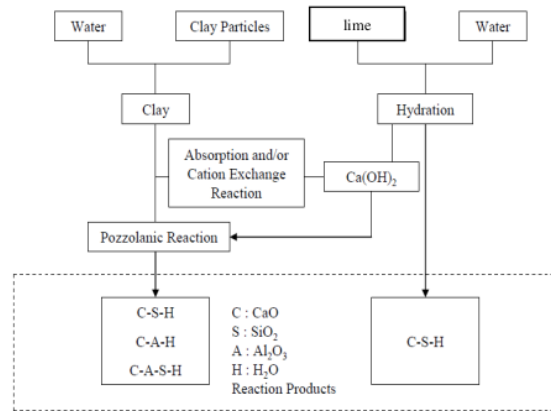 Water
Clay Particles
lime
Water
Clay
Hydration
Absorption and/or
Cation Exchange
Reaction
Ca(OH)2
Pozzolanic Reaction
C-S-H
C-A-H
C-A-S-H
C : CaO
S : SiO2
A : Al2O3
H : H2O
Reaction Products
C-S-H